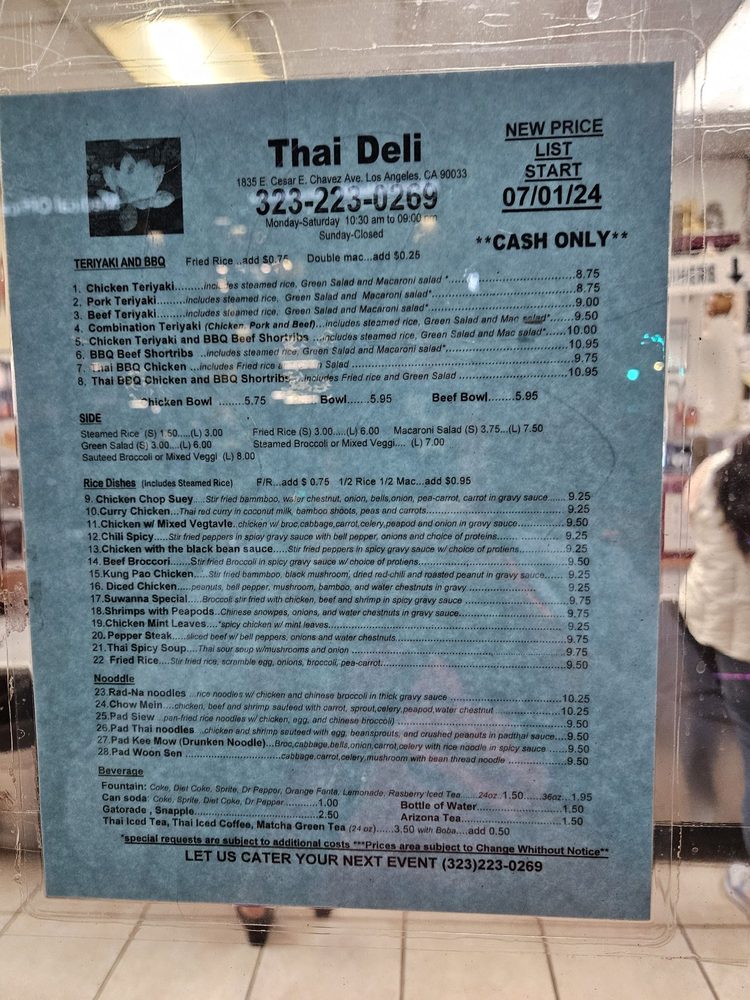 Thai Deli
1835 E. Cesar E. Chavez Ave. Los Angeles, CA 90033
323-223-0269
Monday-Saturday 10:30 am to 09:00 pm
Sunday-Closed
NEW PRICE
LIST
START
07/01/24
**CASH ONLY**
TERIYAKI AND BBQ Fried Rice...add $0.75 Double mac...add $0.25
1. Chicken Teriyaki.........includes steamed rice, Green Salad and Macaroni salad *...8.75
2. Pork Teriyaki.........includes steamed rice, Green Salad and Macaroni salad*...8.75
3. Beef Teriyaki.........includes steamed rice, Green Salad and Macaroni salad*...9.00
4. Combination Teriyaki (Chicken, Pork and Beef)...includes steamed rice, Green Salad and Mac salad*...9.50
5. Chicken Teriyaki and BBQ Beef Shortribs ...includes steamed rice, Green Salad and Mac salad*...10.00
6. BBQ Beef Shortribs ...includes steamed rice, Green Salad and Macaroni salad*...10.95
7. Thai BBQ Chicken ...includes Fried rice Salad...9.75
8. Thai BBQ Chicken and BBQ Shortribs...includes Fried rice and Green Salad...10.95
Chicken Bowl .......5.75 Bowl......5.95 Beef Bowl.......5.95
SIDE
Steamed Rice (S) 1.50.....(L) 3.00 Fried Rice (S) 3.00....(L) 6.00 Macaroni Salad (S) 3.75...(L) 7.50
Green Salad (S) 3.00....(L) 6.00 Steamed Broccoli or Mixed Veggi.... (L) 7.00
Sauteed Broccoli or Mixed Veggi (L) 8.00
Rice Dishes (includes Steamed Rice) F/R...add $ 0.75 1/2 Rice 1/2 Mac...add $0.95
9. Chicken Chop Suey.....Stir fried bammboo, water chestnut, onion, bells,onion, pea-carrot, carrot in gravy sauce..... 9.25
10.Curry Chicken...Thai red curry in coconut milk, bamboo shoots, peas and carrots... 9.25
11.Chicken w/ Mixed Vegtavle. chicken w/ broc,cabbage,carrot,celery,peapod and onion in gravy sauce... 9.50
12.Chili Spicy.....Stir fried peppers in spicy gravy sauce with bell pepper, onions and choice of proteins... 9.25
13.Chicken with the black bean sauce.....Stir fried peppers in spicy gravy sauce w/ choice of protiens... 9.25
14. Beef Broccori......Stir fried Broccoli in spicy gravy sauce w/ choice of protiens... 9.50
15.Kung Pao Chicken....Stir fried bammboo, black mushroom, dried red-chili and roasted peanut in gravy sauce... 9.25
16. Diced Chicken.....peanuts, bell pepper, mushroom, bamboo, and water chestnuts in gravy... 9.25
17.Suwanna Special....Broccoli stir fried with chicken, beef and shrimp in spicy gravy sauce ... 9.75
18.Shrimps with Peapods..Chinese snowpes, onions, and water chestnuts in gravy sauce... 9.75
19.Chicken Mint Leaves....*spicy chicken w/ mint leaves... 9.25
20. Pepper Steak.....sliced beef w/ bell peppers, onions and water chestnuts... 9.75
21.Thai Spicy Soup....Thai sour soup w/mushrooms and onion ... 9.75
22 Fried Rice....Stir fried rice, scramble egg, onions, broccoli, pea-carrot... 9.50
Nooddle
23.Rad-Na noodles ...rice noodles w/ chicken and chinese broccoli in thick gravy sauce ... 10.25
24.Chow Mein....chicken, beef and shrimp sauteed with carrot, sprout,celery,peapod,water chestnut ... 10.25
25.Pad Siew ..pan-fried rice noodles w/ chicken, egg, and chinese broccoli)... 9.50
26.Pad Thai noodles ..chicken and shrimp sauteed with egg, beansprouts, and crushed peanuts in padthai sauce... 9.50
27.Pad Kee Mow (Drunken Noodle)...Broc,cabbage,bells,onion,carrot,celery with rice noodle in spicy sauce ... 9.50
28.Pad Woon Sen ...cabbage,carrot,celery,mushroom with bean thread noodle ... 9.50
Beverage
Fountain: Coke, Diet Coke, Sprite, Dr Popper, Orange Fanta, Lemonade, Rasberry Iced Tea......24oz..1.50......36oz...1.95
Can soda: Coke, Sprite, Diet Coke, Dr Pepper...1.00 Bottle of Water...1.50
Gatorade , Snapple...2.50 Arizona Tea...1.50
Thai Iced Tea, Thai Iced Coffee, Matcha Green Tea (24 oz).....3.50 with Boba....add 0.50
*special requests are subject to additional costs ***Prices area subject to Change Whithout Notice**
LET US CATER YOUR NEXT EVENT (323)223-0269